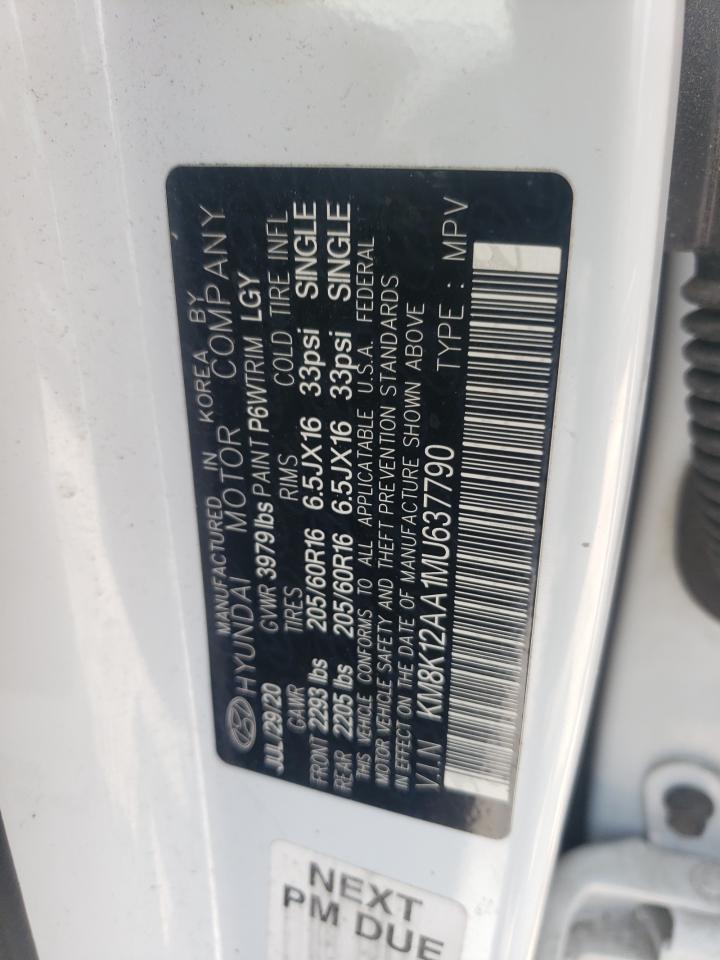 MANUFACTURED IN KOREA BY
HYUNDAI MOTOR COMPANY
JUL/29/20 GVWR 3979 lbs PAINT P6WTRIM LGY
GAWR TIRES RIMS COLD TIRE INFL
FRONT 2293 lbs 205/60R16 6.5JX16 33psi SINGLE
REAR 2205 lbs 205/60R16 6.5JX16 33psi SINGLE
THIS VEHICLE CONFORMS TO ALL APPLICATABLE U.S.A. FEDERAL
MOTOR VEHICLE SAFETY AND THEFT PREVENTION STANDARDS
IN EFFECT ON THE DATE OF MANUFACTURE SHOWN ABOVE
V.I.N KM8K12AA1MU637790 TYPE : MPV
NEXT
PM DUE